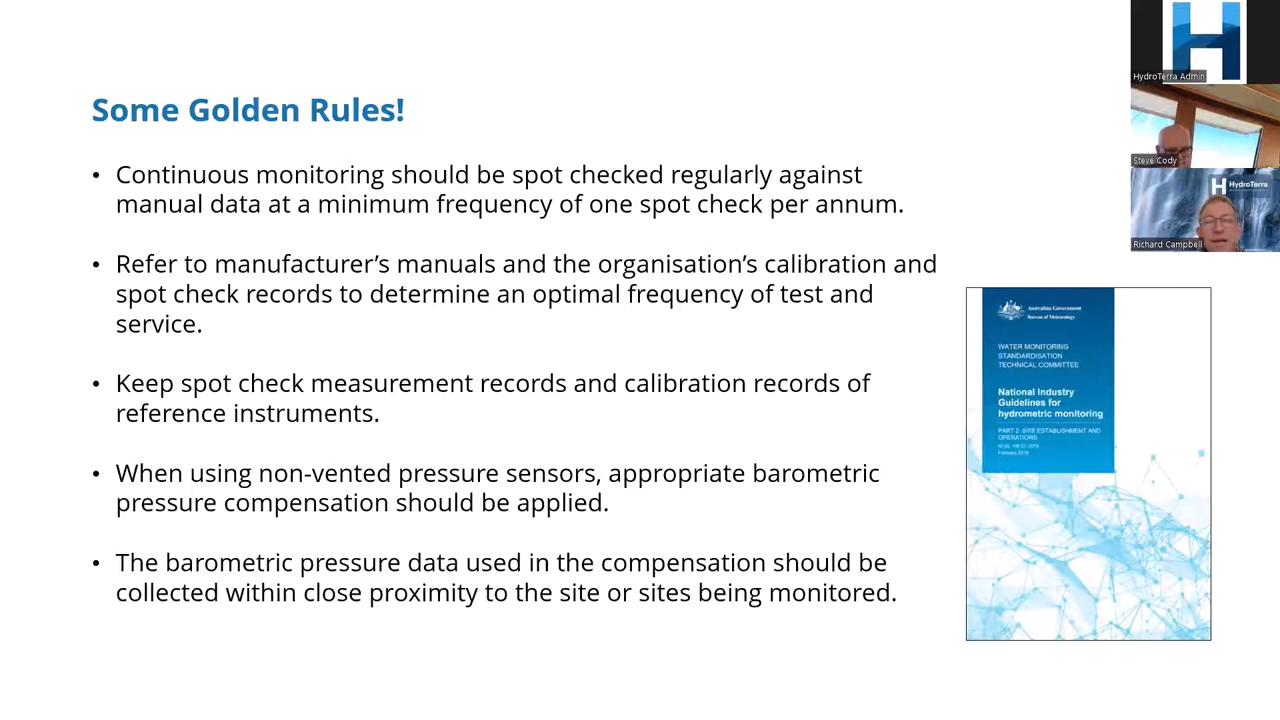 Some Golden Rules!
• Continuous monitoring should be spot checked regularly against
manual data at a minimum frequency of one spot check per annum.
• Refer to manufacturer’s manuals and the organisation’s calibration and
spot check records to determine an optimal frequency of test and
service.
• Keep spot check measurement records and calibration records of
reference instruments.
• When using non-vented pressure sensors, appropriate barometric
pressure compensation should be applied.
• The barometric pressure data used in the compensation should be
collected within close proximity to the site or sites being monitored.
HydroTerra Admin
Steve Cody
HydroTerra
Richard Campbell
Australian Government
Bureau of Meteorology
WATER MONITORING
STANDARDISATION
TECHNICAL COMMITTEE
National Industry
Guidelines for
hydrometric monitoring
PART 2: SITE ESTABLISHMENT AND
OPERATIONS
February 2019